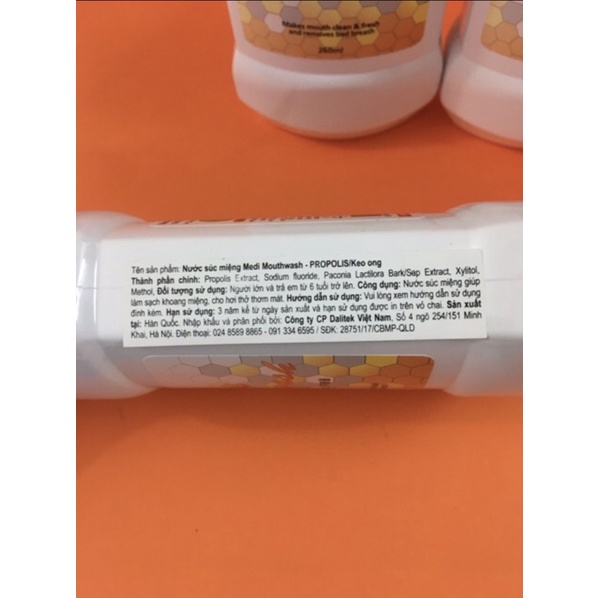 Makes mouth clean & fresh
and removes bad breath
260ml
Tên sản phẩm: Nước súc miệng Medi Mouthwash - PROPOLIS/Keo ong
Thành phần chính: Propolis Extract, Sodium fluoride, Paconia Lactilora Bark/Sap Extract, Xylitol,
Methol, Đối tượng sử dụng: Người lớn và trẻ em từ 6 tuổi trở lên. Công dụng: Nước súc miệng giúp
làm sạch khoang miệng, cho hơi thở thơm mát. Hướng dẫn sử dụng: Vui lòng xem hướng dẫn sử dụng
đính kèm. Hạn sử dụng: 3 năm kể từ ngày sản xuất và hạn sử dụng được in trên vỏ chai. Sản xuất
tại: Hàn Quốc. Nhập khẩu và phân phối bởi: Công ty CP Dalitek Việt Nam, Số 4 ngõ 254/151 Minh
Khai, Hà Nội. Điện thoại: 024 8589 8865 - 091 334 6595 / SĐK: 28751/17/CBMP-QLD